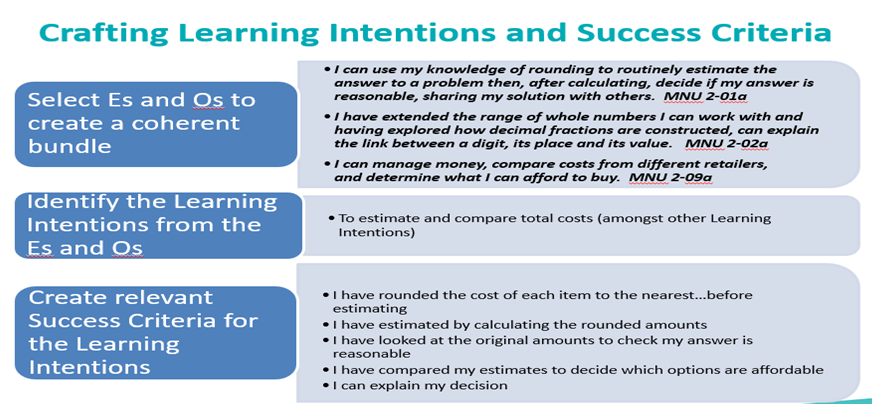 Crafting Learning Intentions and Success Criteria
Select Es and Os to
create a coherent
bundle
• I can use my knowledge of rounding to routinely estimate the
answer to a problem then, after calculating, decide if my answer is
reasonable, sharing my solution with others. MNU 2-01a
• I have extended the range of whole numbers I can work with and
having explored how decimal fractions are constructed, can explain
the link between a digit, its place and its value. MNU 2-02a
• I can manage money, compare costs from different retailers,
and determine what I can afford to buy. MNU 2-09a
Identify the Learning
Intentions from the
Es and Os
• To estimate and compare total costs (amongst other Learning
Intentions)
Create relevant
Success Criteria for
the Learning
Intentions
• I have rounded the cost of each item to the nearest...before
estimating
• I have estimated by calculating the rounded amounts
• I have looked at the original amounts to check my answer is
reasonable
• I have compared my estimates to decide which options are affordable
• I can explain my decision